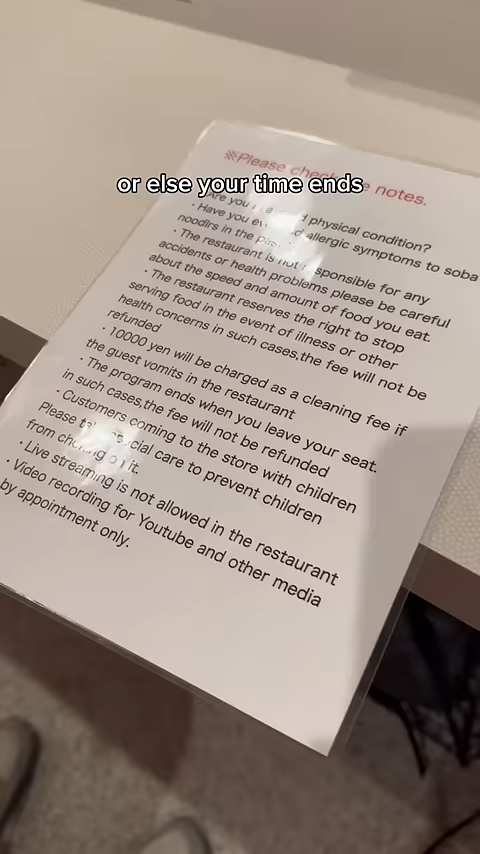 ※Please check notes.
or else your time ends
Are you physical condition?
· Have you allergic symptoms to soba
noodlrs in the
· The restaurant is not responsible for any
accidents or health problems please be careful
about the speed and amount of food you eat.
· The restaurant reserves the right to stop
serving food in the event of illness or other
health concerns in such cases,the fee will not be
refunded
· 10000 yen will be charged as a cleaning fee if
the guest vomits in the restaurant
· The program ends when you leave your seat.
in such cases,the fee will not be refunded
· Customers coming to the store with children
Please special care to prevent children
from it.
· Live streaming is not allowed in the restaurant
· Video recording for Youtube and other media
by appointment only.